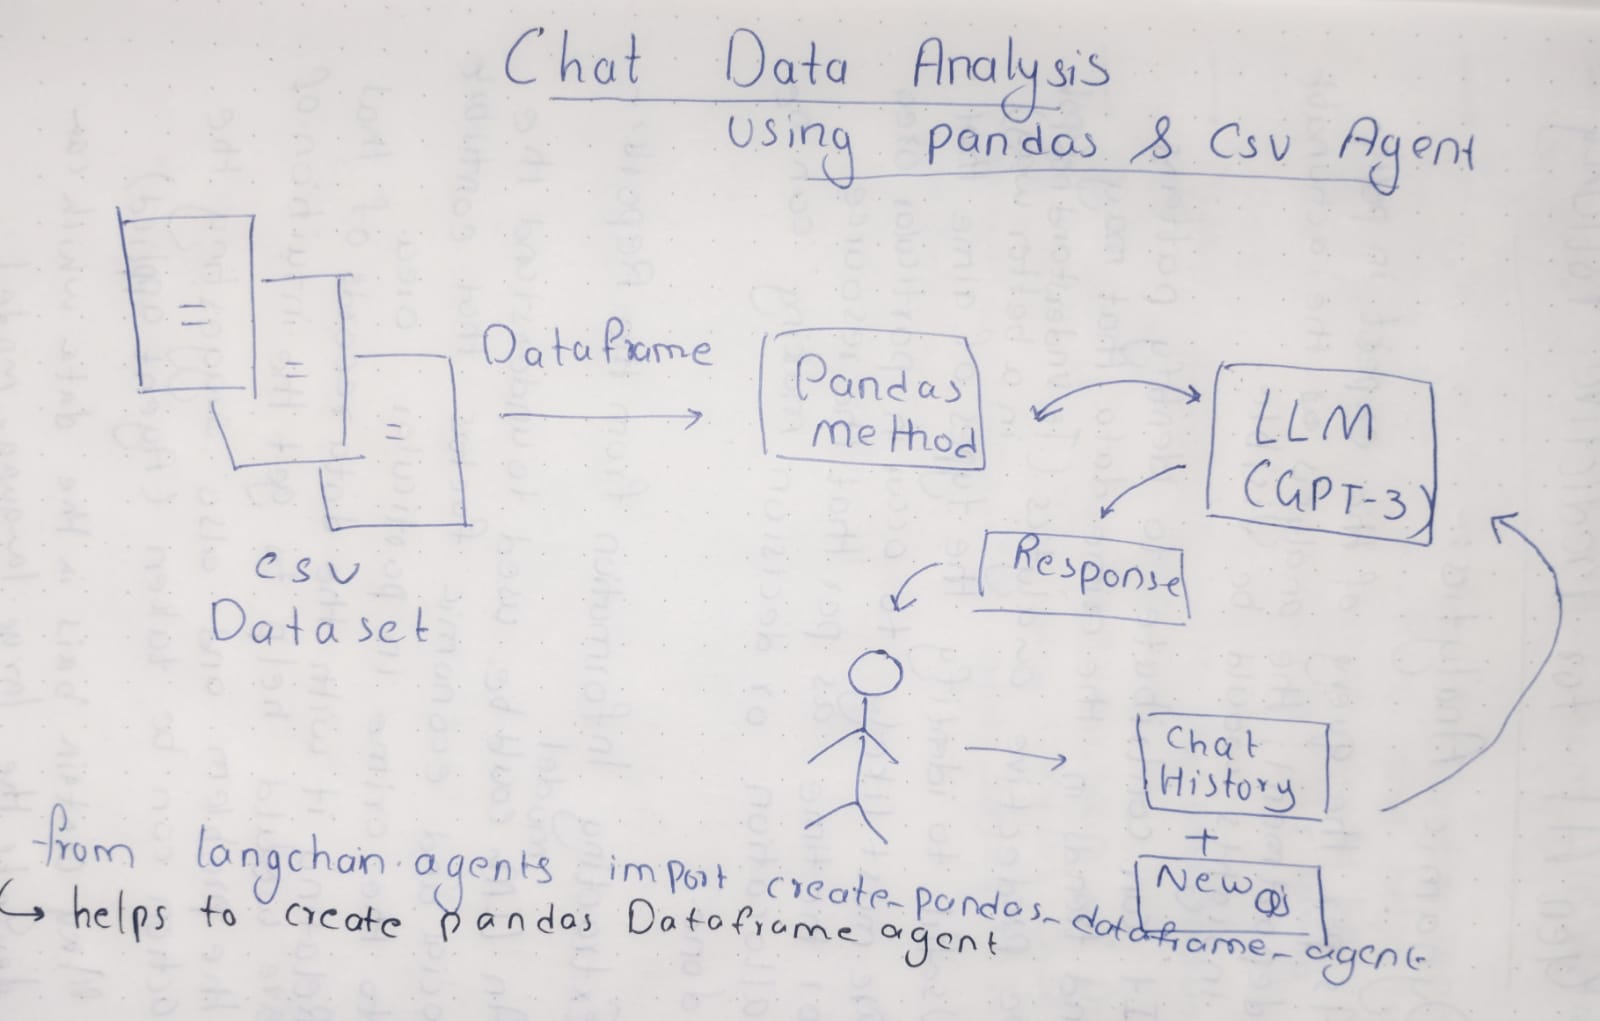 Chat Data Analysis
using pandas & Csv Agent
Dataframe
Pandas
Method
LLM
(GPT-3)
Response
CSV
Dataset
Chat
History
+
New Qs
from langchain.agents import create_pandas_dataframe_agent
↳ helps to create pandas Dataframe agent